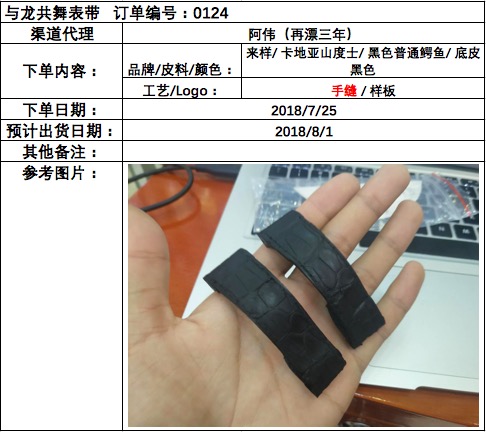 与龙共舞表带 订单编号：0124
渠道代理 阿伟（再漂三年）
下单内容： 品牌/皮料/颜色： 来样/ 卡地亚山度士/ 黑色普通鳄鱼/ 底皮
黑色
工艺/Logo： 手缝 / 样板
下单日期： 2018/7/25
预计出货日期： 2018/8/1
其他备注：
参考图片：